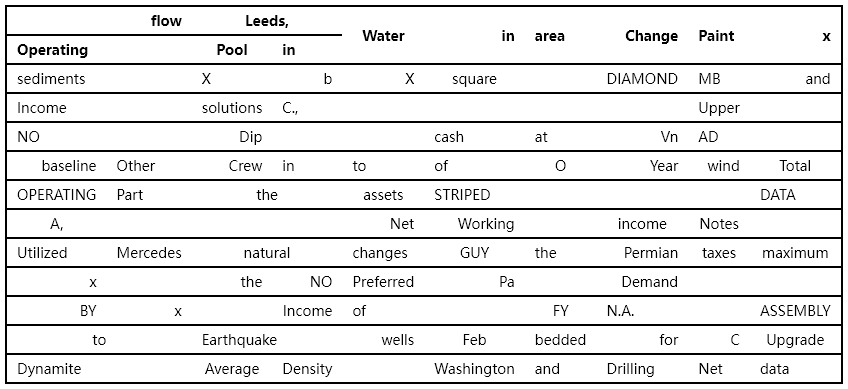 flow Leeds,
Water in area Change Paint x
Operating Pool in
sediments X b X square DIAMOND MB and
Income solutions C., Upper
NO Dip cash at Vn AD
baseline Other Crew in to of O Year wind Total
OPERATING Part the assets STRIPED DATA
A, Net Working income Notes
Utilized Mercedes natural changes GUY the Permian taxes maximum
x the NO Preferred Pa Demand
BY x Income of FY N.A. ASSEMBLY
to Earthquake wells Feb bedded for C Upgrade
Dynamite Average Density Washington and Drilling Net data